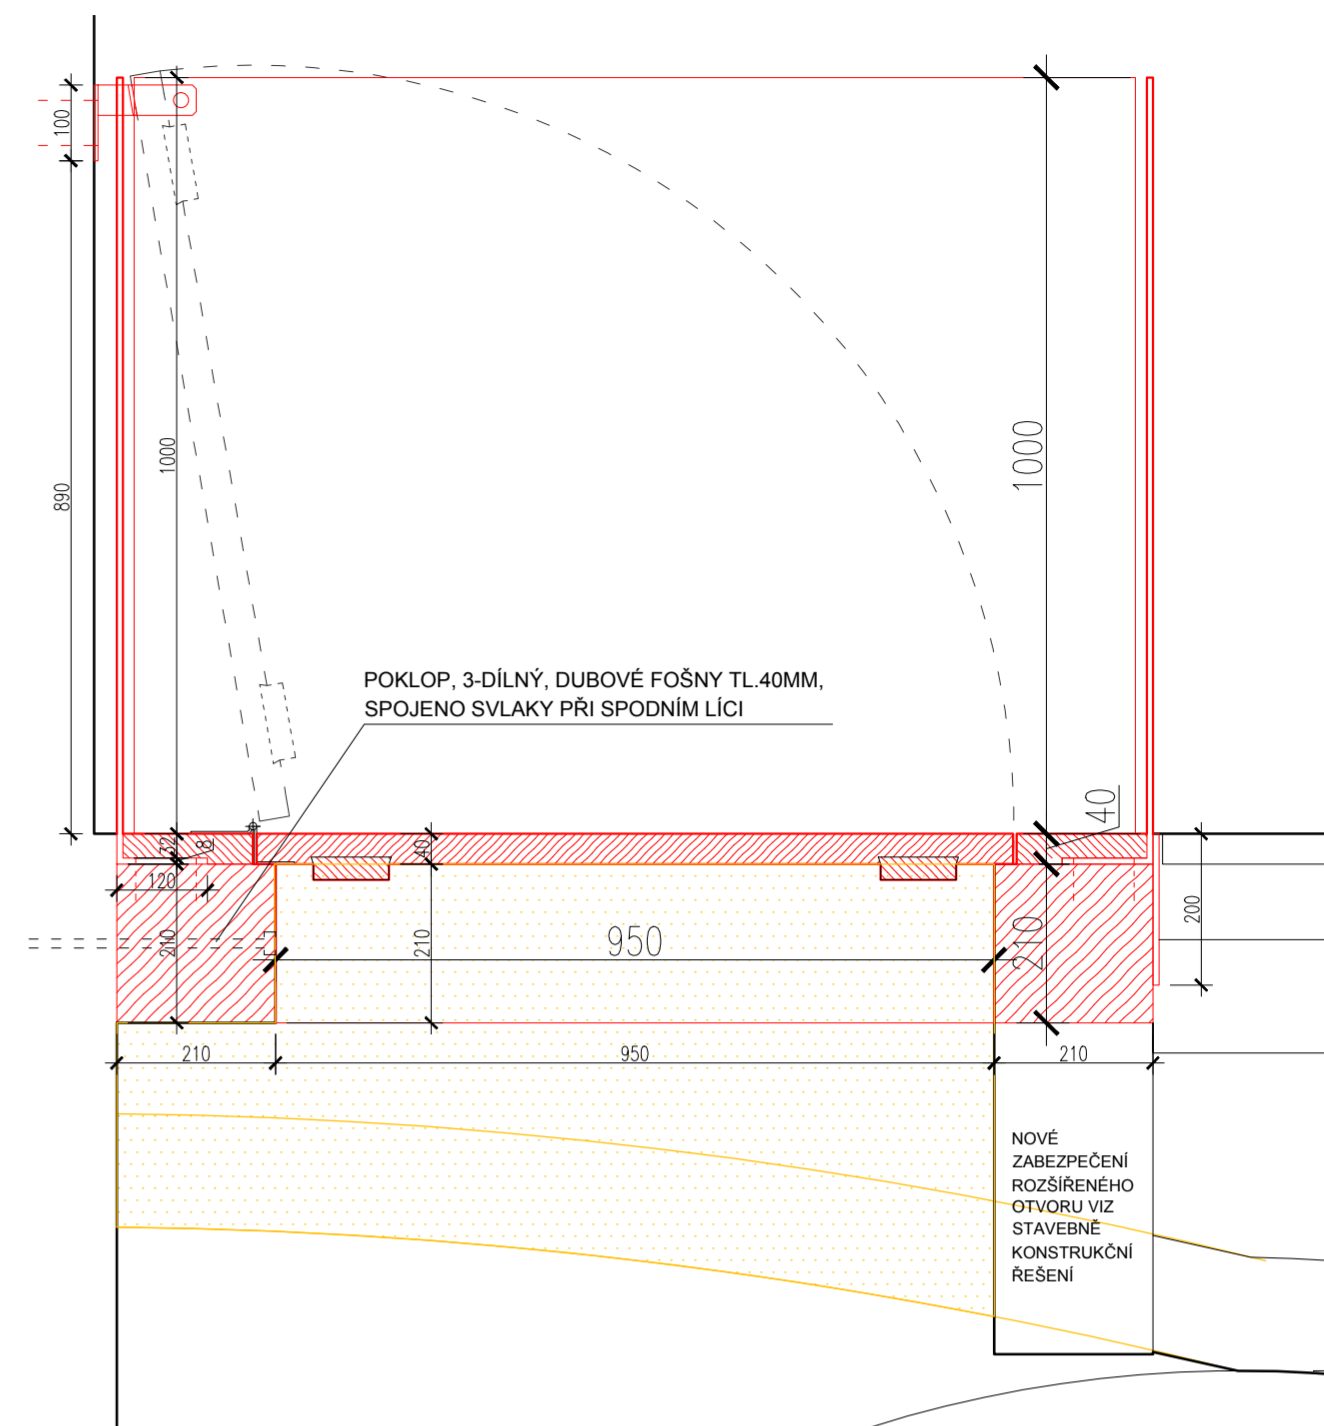 100
1000
1000
890
POKLOP, 3-DÍLNÝ, DUBOVÉ FOŠNY TL.40MM,
SPOJENO SVLAKY PŘI SPODNÍM LÍCI
40
32
8
40
120
200
210
210
950
210
210
950
210
NOVÉ
ZABEZPEČENÍ
ROZŠÍŘENÉHO
OTVORU VIZ
STAVEBNĚ
KONSTRUKČNÍ
ŘEŠENÍ